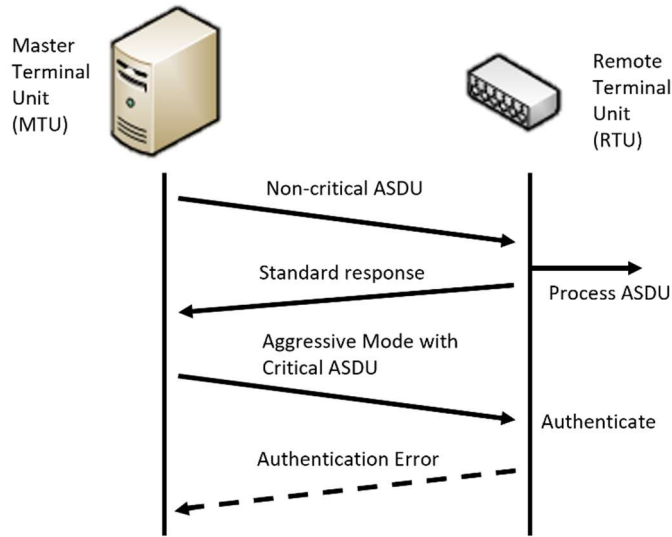 Master
Terminal
Unit
(MTU)
Remote
Terminal
Unit
(RTU)
Non-critical ASDU
Standard response
Process ASDU
Aggressive Mode with
Critical ASDU
Authenticate
Authentication Error